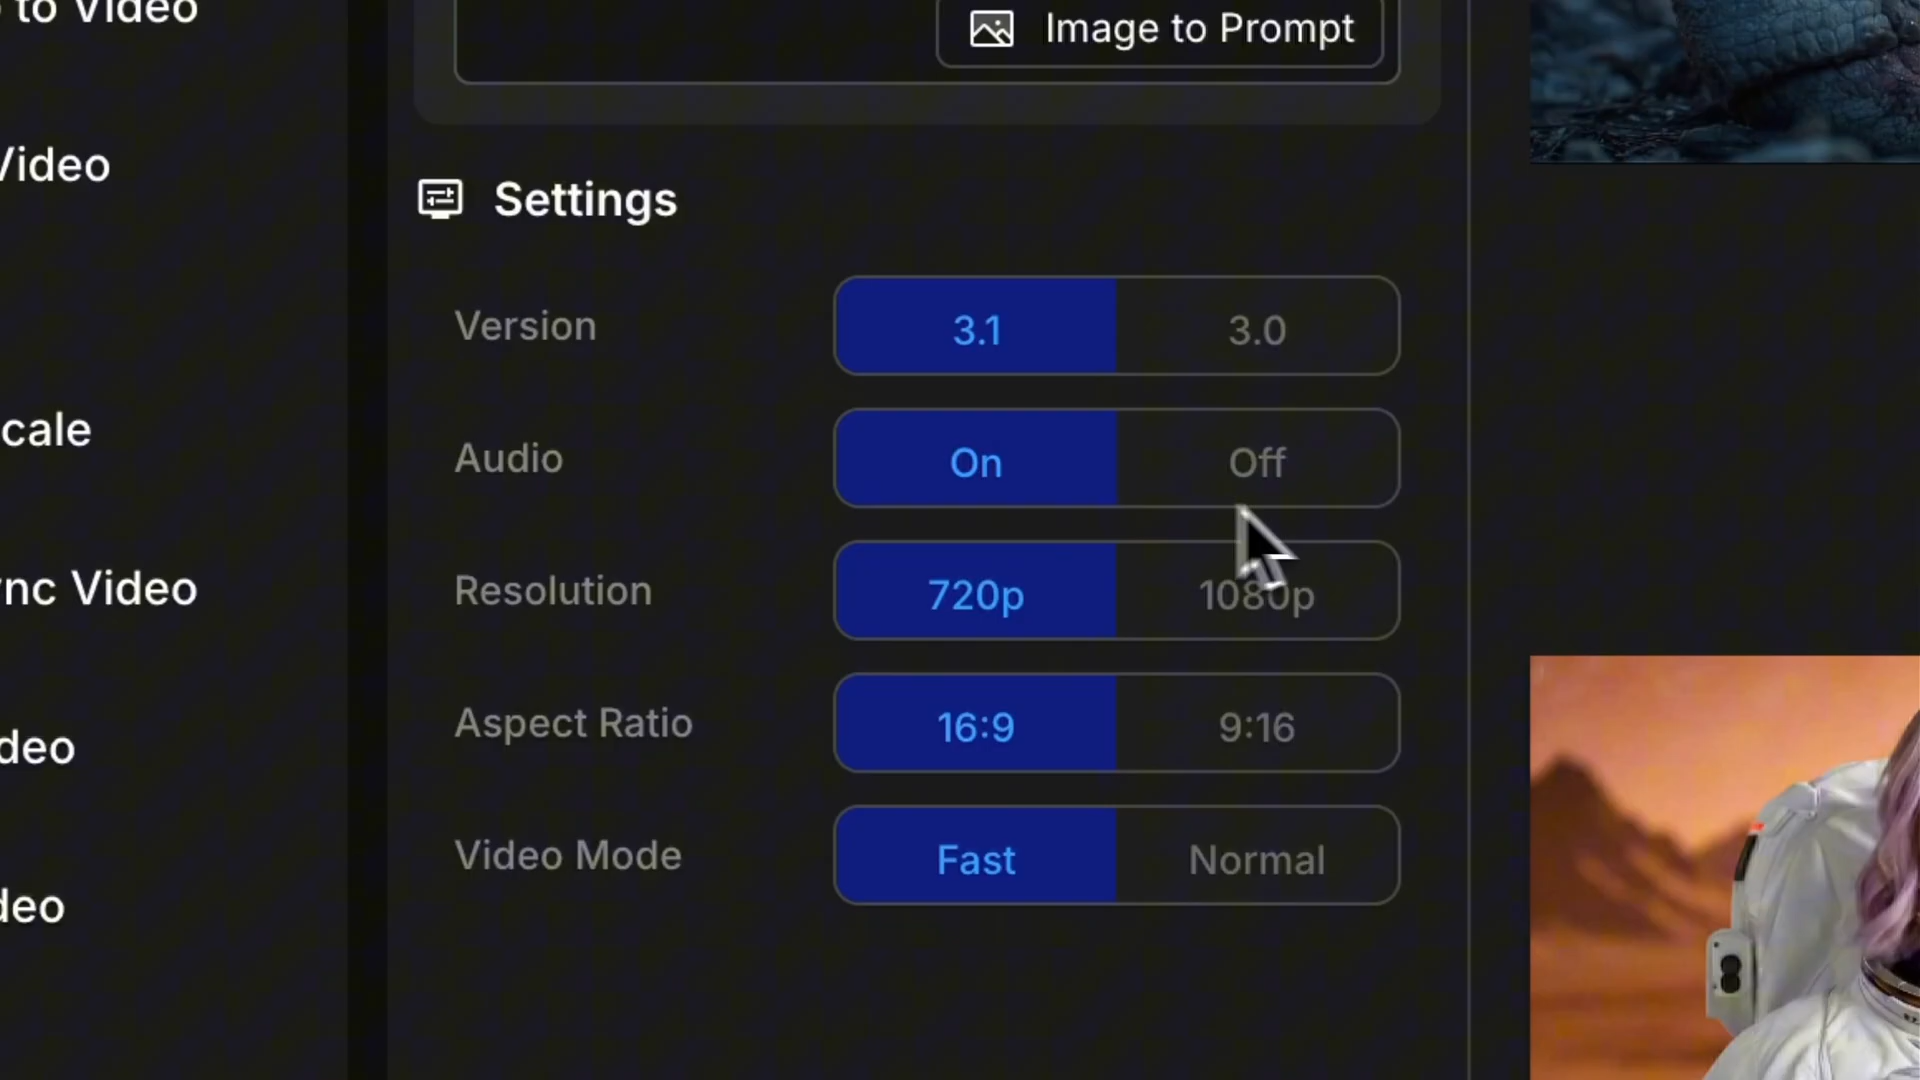 to Video
Image to Prompt
Video
Settings
Version 3.1 3.0
cale
Audio On Off
nc Video
Resolution 720p 1080p
Aspect Ratio 16:9 9:16
deo
Video Mode Fast Normal
deo